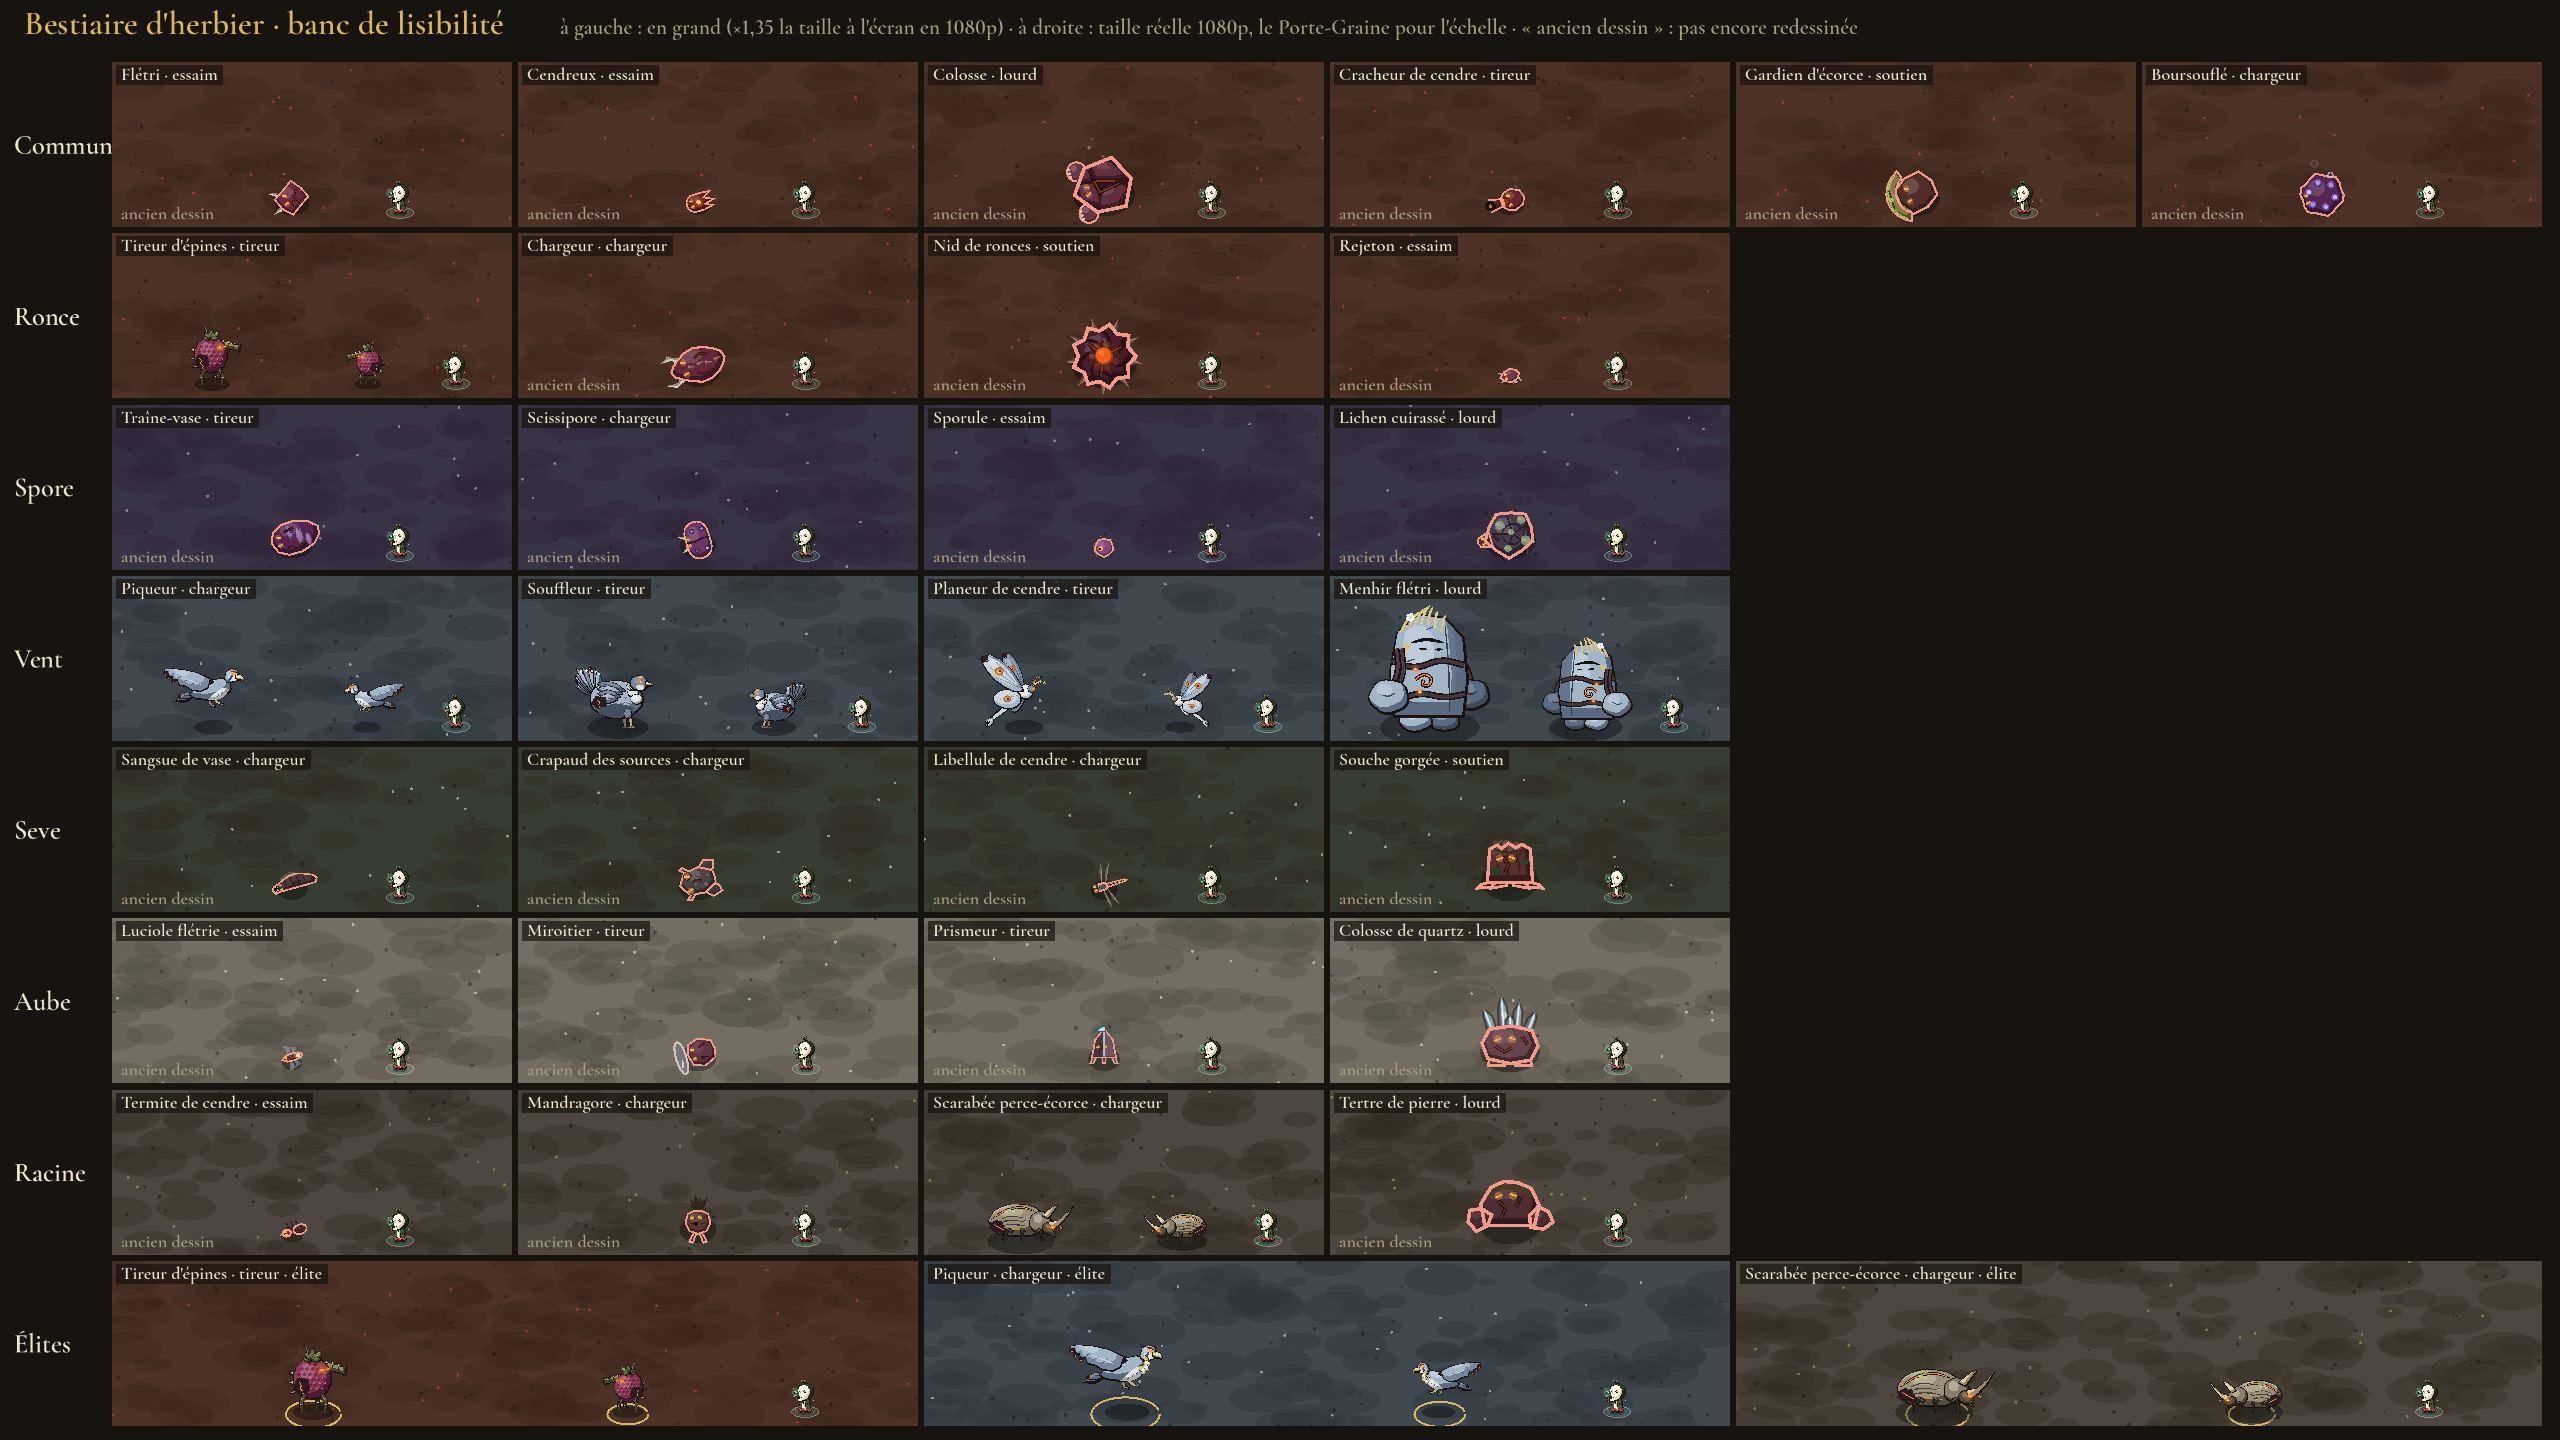 Bestiaire d'herbier · banc de lisibilité
à gauche : en grand (×1,35 la taille à l'écran en 1080p) · à droite : taille réelle 1080p, le Porte-Graine pour l'échelle · « ancien dessin » : pas encore redessinée
Commun
Flétri · essaim
ancien dessin
Cendreux · essaim
ancien dessin
Colosse · lourd
ancien dessin
Cracheur de cendre · tireur
ancien dessin
Gardien d'écorce · soutien
ancien dessin
Boursouflé · chargeur
ancien dessin
Ronce
Tireur d'épines · tireur
Chargeur · chargeur
ancien dessin
Nid de ronces · soutien
ancien dessin
Rejeton · essaim
ancien dessin
Spore
Traîne-vase · tireur
ancien dessin
Scissipore · chargeur
ancien dessin
Sporule · essaim
ancien dessin
Lichen cuirassé · lourd
ancien dessin
Vent
Piqueur · chargeur
Souffleur · tireur
Planeur de cendre · tireur
Menhir flétri · lourd
Seve
Sangsue de vase · chargeur
ancien dessin
Crapaud des sources · chargeur
ancien dessin
Libellule de cendre · chargeur
ancien dessin
Souche gorgée · soutien
ancien dessin
Aube
Luciole flétrie · essaim
ancien dessin
Miroitier · tireur
ancien dessin
Prismeur · tireur
ancien dessin
Colosse de quartz · lourd
ancien dessin
Racine
Termite de cendre · essaim
ancien dessin
Mandragore · chargeur
ancien dessin
Scarabée perce-écorce · chargeur
Tertre de pierre · lourd
ancien dessin
Élites
Tireur d'épines · tireur · élite
Piqueur · chargeur · élite
Scarabée perce-écorce · chargeur · élite